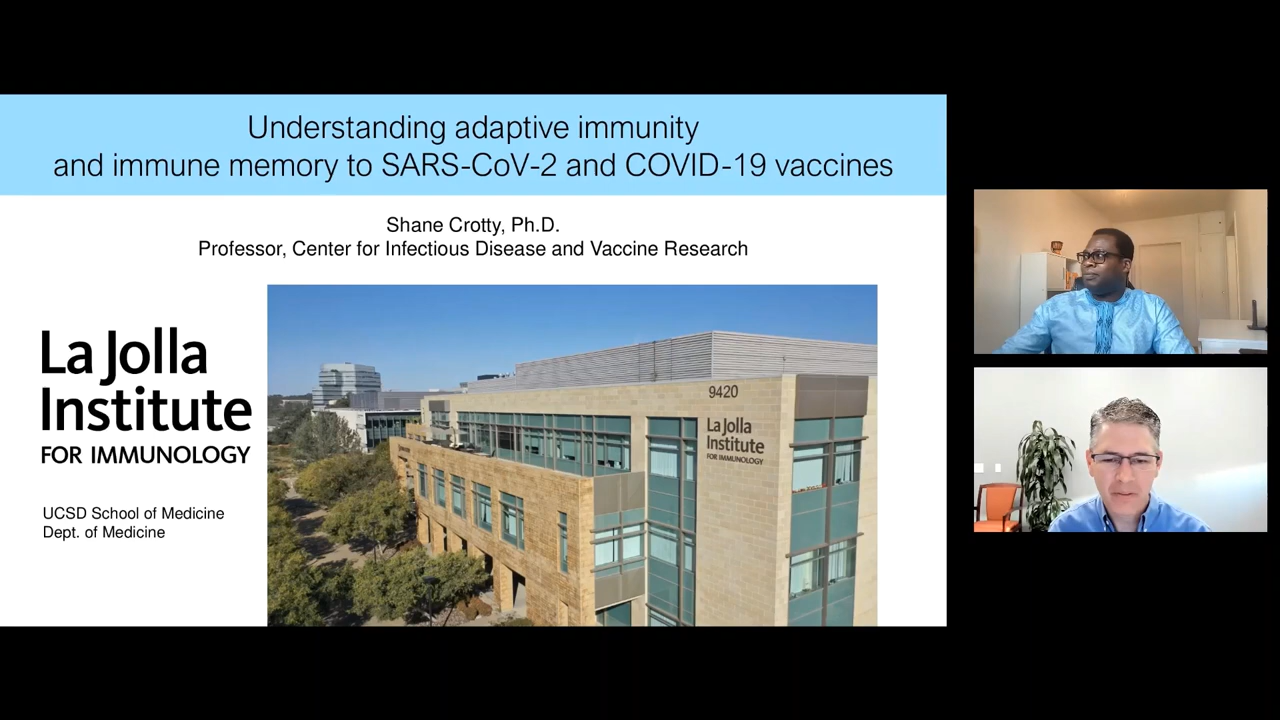 Understanding adaptive immunity
and immune memory to SARS-CoV-2 and COVID-19 vaccines
Shane Crotty, Ph.D.
Professor, Center for Infectious Disease and Vaccine Research
La Jolla
Institute
FOR IMMUNOLOGY
UCSD School of Medicine
Dept. of Medicine
9420
La Jolla
Institute
FOR IMMUNOLOGY